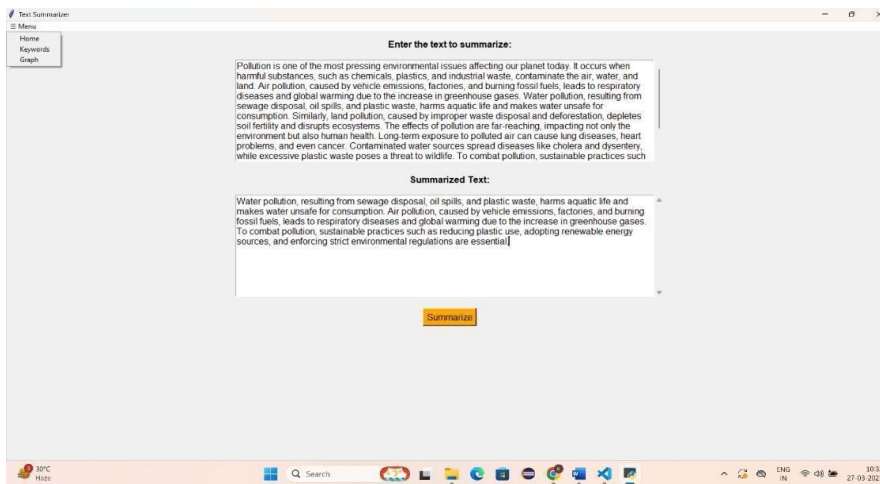 Text Summarizer
≡ Menu
Home
Keywords
Graph
Enter the text to summarize:
Pollution is one of the most pressing environmental issues affecting our planet today. It occurs when
harmful substances, such as chemicals, plastics, and industrial waste, contaminate the air, water, and
land. Air pollution, caused by vehicle emissions, factories, and burning fossil fuels, leads to respiratory
diseases and global warming due to the increase in greenhouse gases. Water pollution, resulting from
sewage disposal, oil spills, and plastic waste, harms aquatic life and makes water unsafe for
consumption. Similarly, land pollution, caused by improper waste disposal and deforestation, depletes
soil fertility and disrupts ecosystems. The effects of pollution are far-reaching, impacting not only the
environment but also human health. Long-term exposure to polluted air can cause lung diseases, heart
problems, and even cancer. Contaminated water sources spread diseases like cholera and dysentery,
while excessive plastic waste poses a threat to wildlife. To combat pollution, sustainable practices such
Summarized Text:
Water pollution, resulting from sewage disposal, oil spills, and plastic waste, harms aquatic life and
makes water unsafe for consumption. Air pollution, caused by vehicle emissions, factories, and burning
fossil fuels, leads to respiratory diseases and global warming due to the increase in greenhouse gases.
To combat pollution, sustainable practices such as reducing plastic use, adopting renewable energy
sources, and enforcing strict environmental regulations are essential.
Summarize
30°C
Haze
Search
ENG
IN
10:3
27-03-202